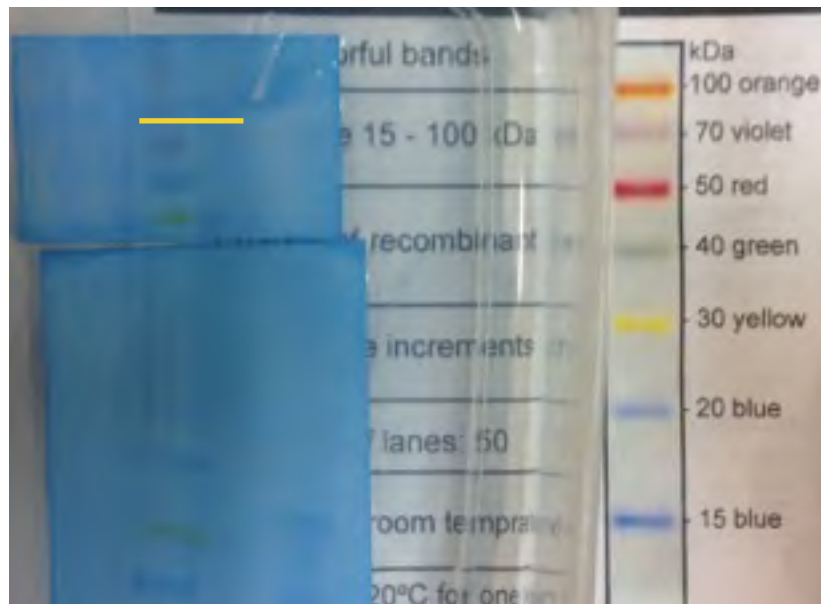 orful bands
kDa
100 orange
15 - 100 kDa
70 violet
50 red
of recombinant
40 green
30 yellow
increments
20 blue
lanes: 50
15 blue
room temprat
20ºC for one